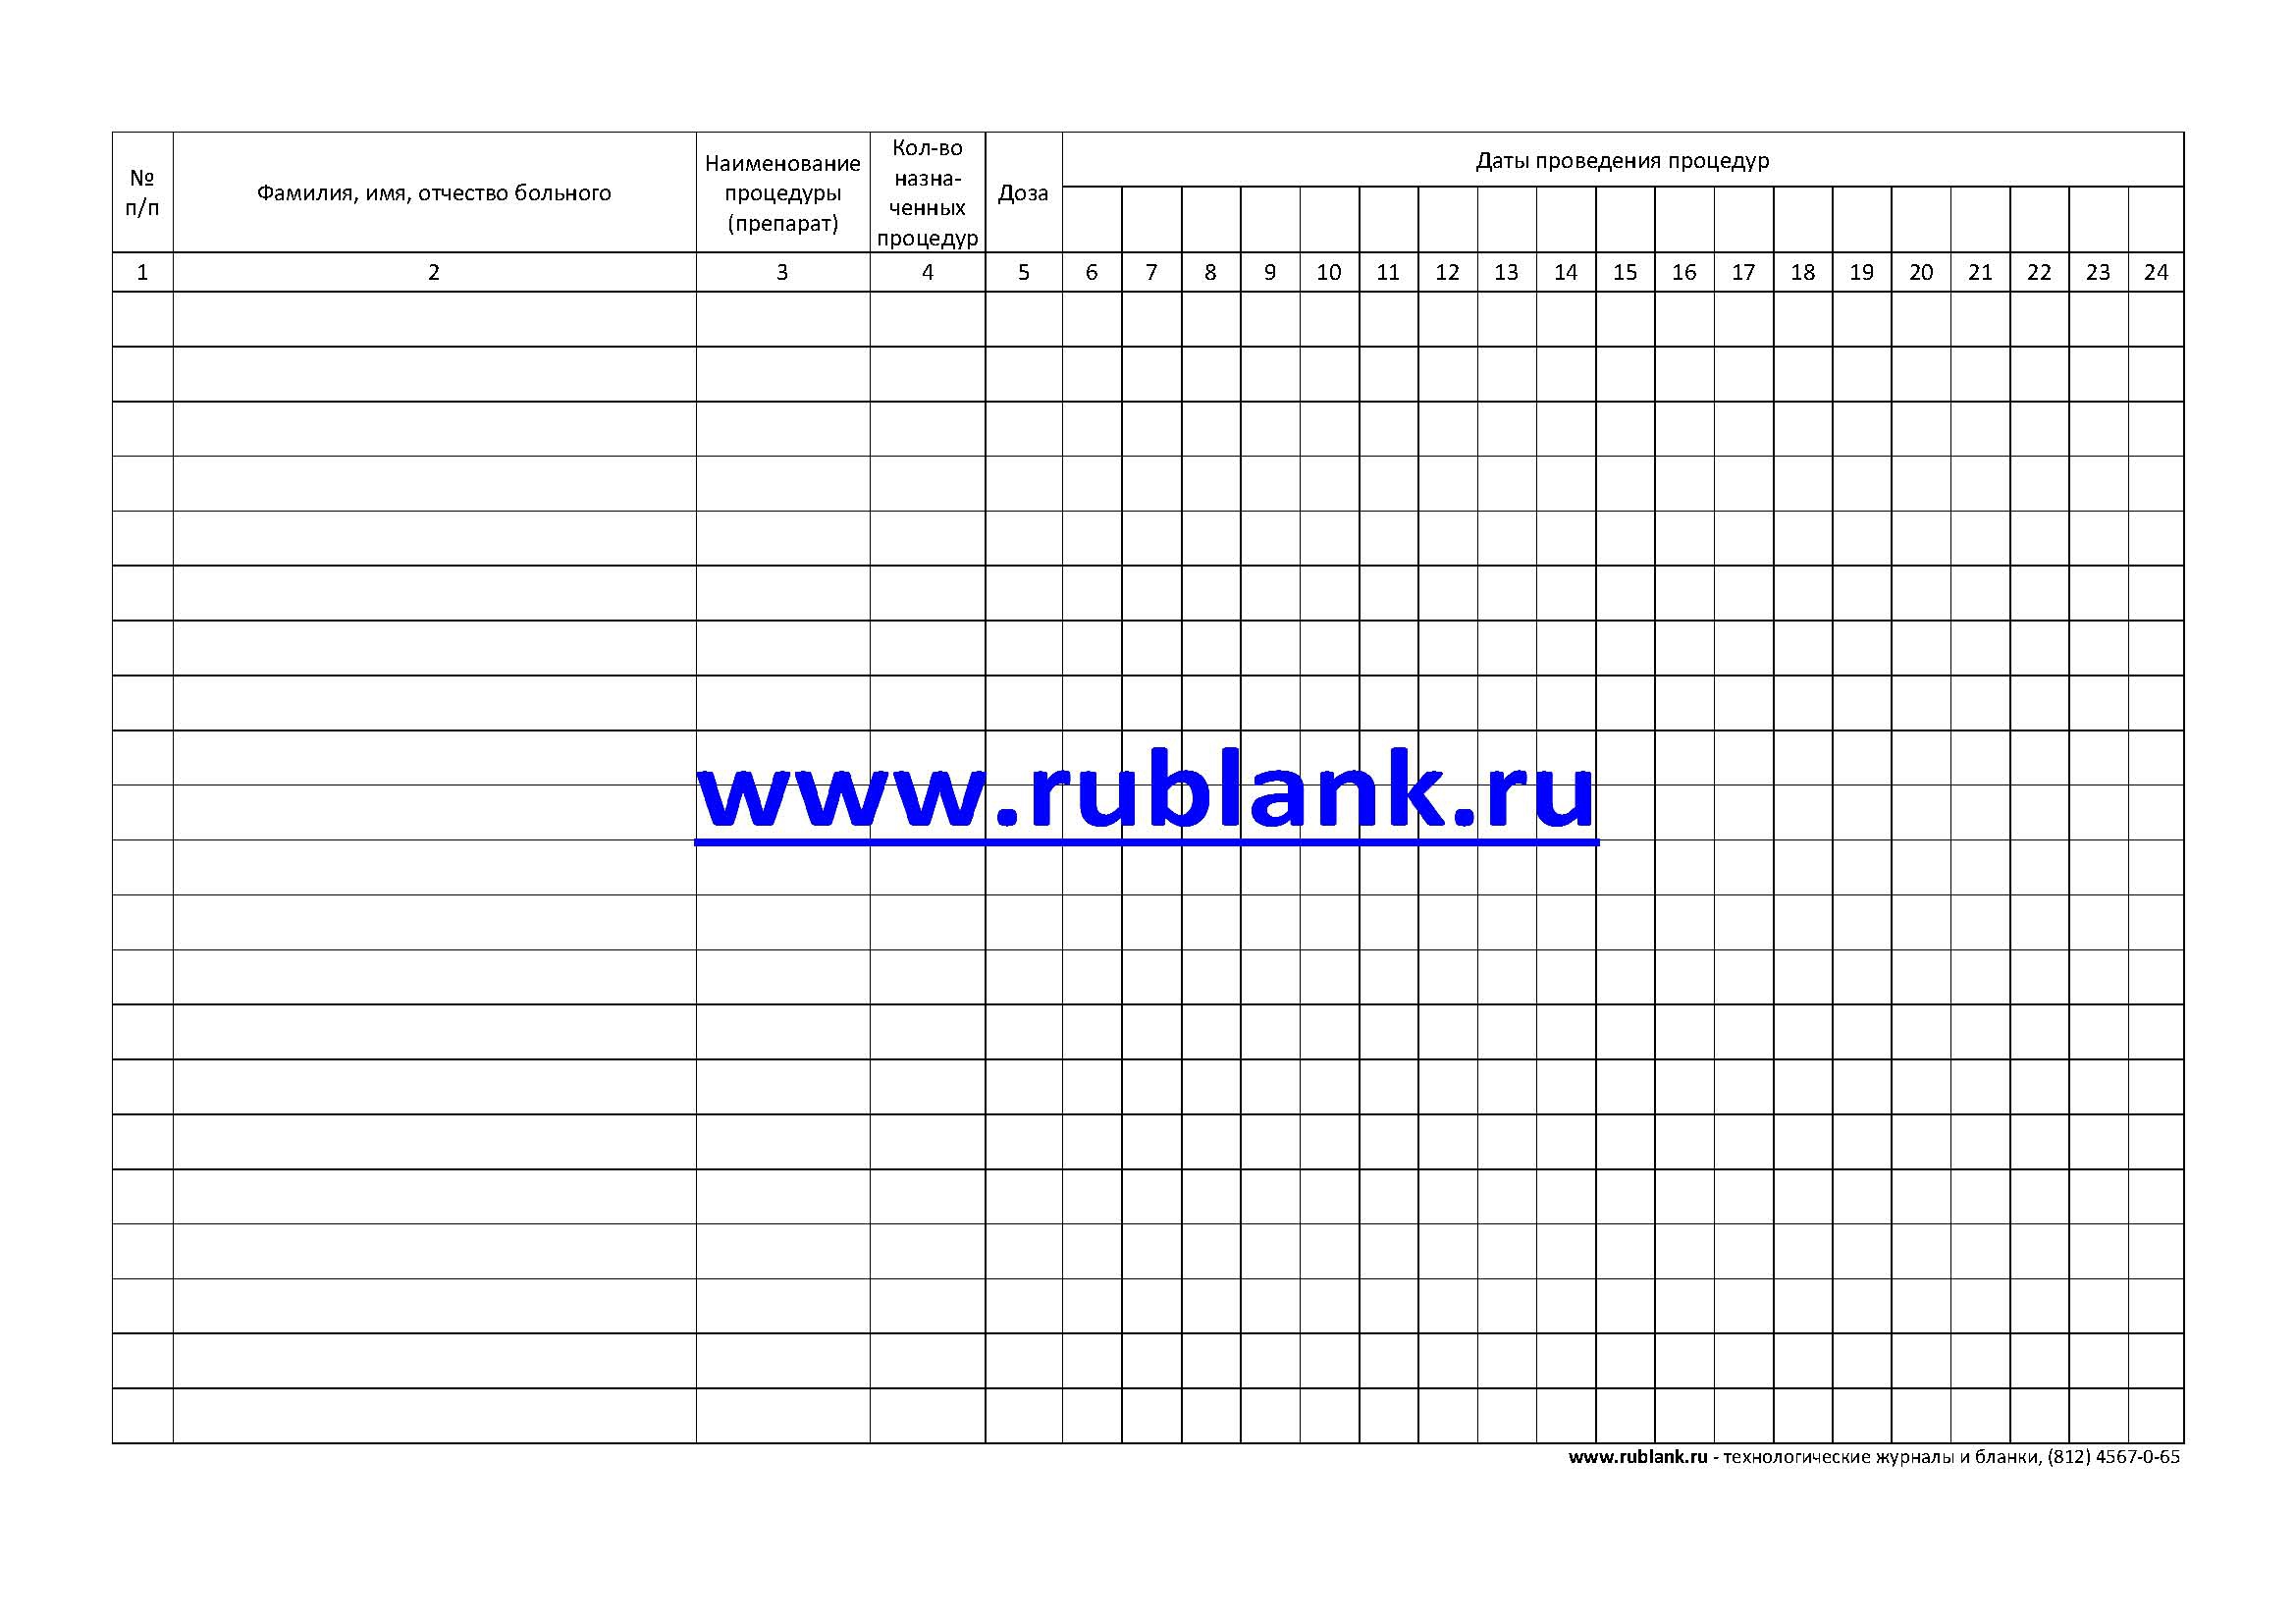 №
п/п
Фамилия, имя, отчество больного
Наименование
процедуры
(препарат)
Кол-во
назна-
ченных
процедур
Доза
Даты проведения процедур
1 2 3 4 5 6 7 8 9 10 11 12 13 14 15 16 17 18 19 20 21 22 23 24
www.rublank.ru
www.rublank.ru - технологические журналы и бланки, (812) 4567-0-65